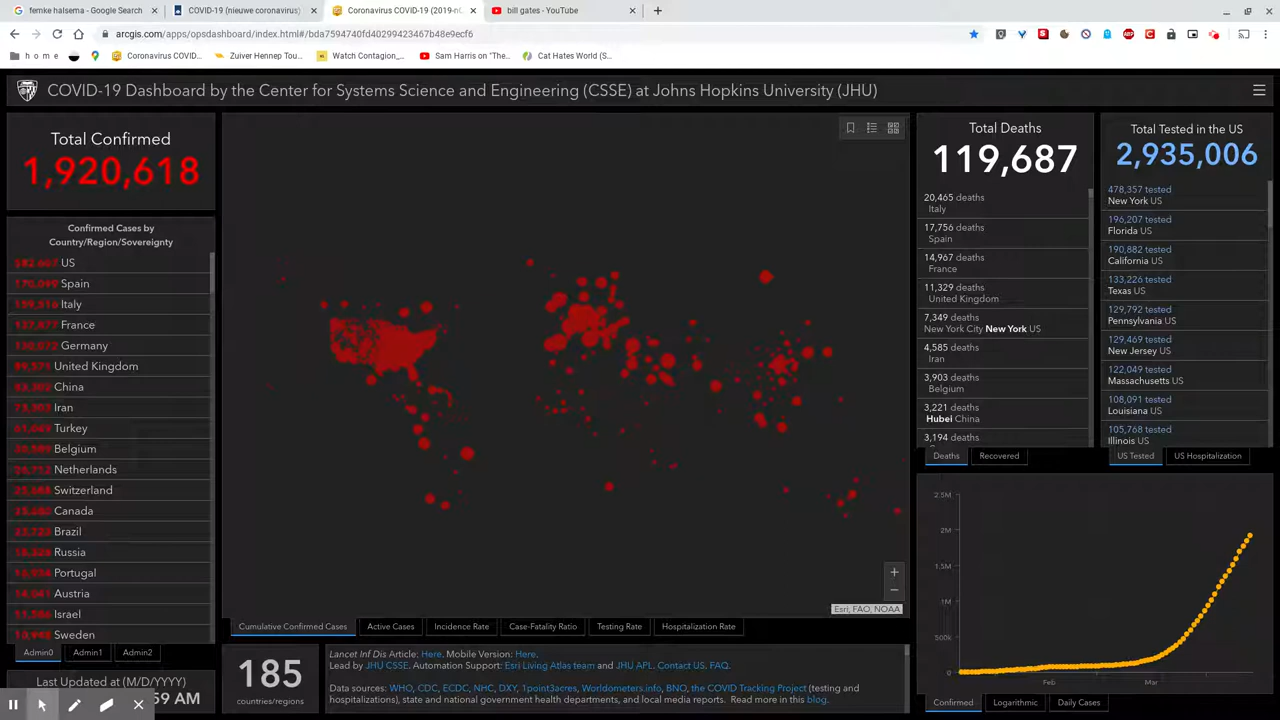 femke halsema - Google Search
COVID-19 (nieuwe coronavirus)
Coronavirus COVID-19 (2019-n
bill gates - YouTube
arcgis.com/apps/opsdashboard/index.html#/bda7594740fd40299423467b48e9ecf6
h o m e
Coronavirus COVID...
Zuiver Hennep Tou...
Watch Contagion_...
Sam Harris on "The...
Cat Hates World (S...
COVID-19 Dashboard by the Center for Systems Science and Engineering (CSSE) at Johns Hopkins University (JHU)
Total Confirmed
1,920,618
Confirmed Cases by
Country/Region/Sovereignty
US
170,099 Spain
159,516 Italy
Fr​ance
Germany
United Kingdom
China
Iran
Turkey
Belgium
Netherlands
Switzerland
Canada
Brazil
Russia
Portugal
Austria
Israel
Sweden
Admin0
Admin1
Admin2
Last Updated at (M/D/YYYY)
59 AM
Cumulative Confirmed Cases
Active Cases
Incidence Rate
Case-Fatality Ratio
Testing Rate
Hospitalization Rate
Esri, FAO, NOAA
185
countries/regions
Lancet Inf Dis Article: Here. Mobile Version: Here.
Lead by JHU CSSE. Automation Support: Esri Living Atlas team and JHU APL. Contact US. FAQ.
Data sources: WHO, CDC, ECDC, NHC, DXY, 1point3acres, Worldometers.info, BNO, the COVID Tracking Project (testing and
hospitalizations), state and national government health departments, and local media reports. Read more in this blog.
Total Deaths
119,687
20,465 deaths
Italy
17,756 deaths
Spain
14,967 deaths
France
11,329 deaths
United Kingdom
7,349 deaths
New York City New York US
4,585 deaths
Iran
3,903 deaths
Belgium
3,221 deaths
Hubei China
3,194 deaths
Deaths
Recovered
Total Tested in the US
2,935,006
478,357 tested
New York US
196,207 tested
Florida US
190,882 tested
California US
133,226 tested
Texas US
129,792 tested
Pennsylvania US
129,469 tested
New Jersey US
122,049 tested
Massachusetts US
108,091 tested
Louisiana US
105,768 tested
Illinois US
US Tested
US Hospitalization
2.5M
2M
1.5M
1M
500k
0
Feb
Mar
Confirmed
Logarithmic
Daily Cases